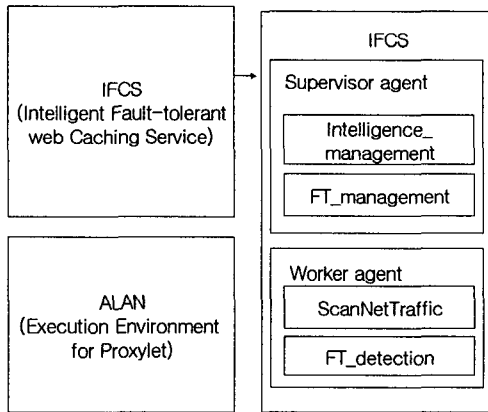 IFCS
(Intelligent Fault-tolerant
web Caching Service)
ALAN
(Execution Environment
for Proxylet)
IFCS
Supervisor agent
Intelligence_
management
FT_management
Worker agent
ScanNetTraffic
FT_detection